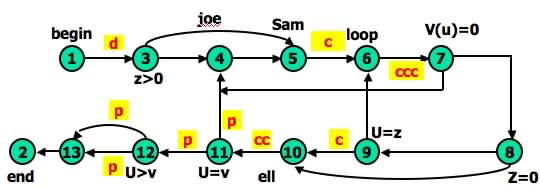 begin d joe Sam c loop V(u)=0
1 3 4 5 6 7
z>0 ccc
p p U=z
2 13 12 11 10 9 8
end p U>v p U=v cc ell c Z=0